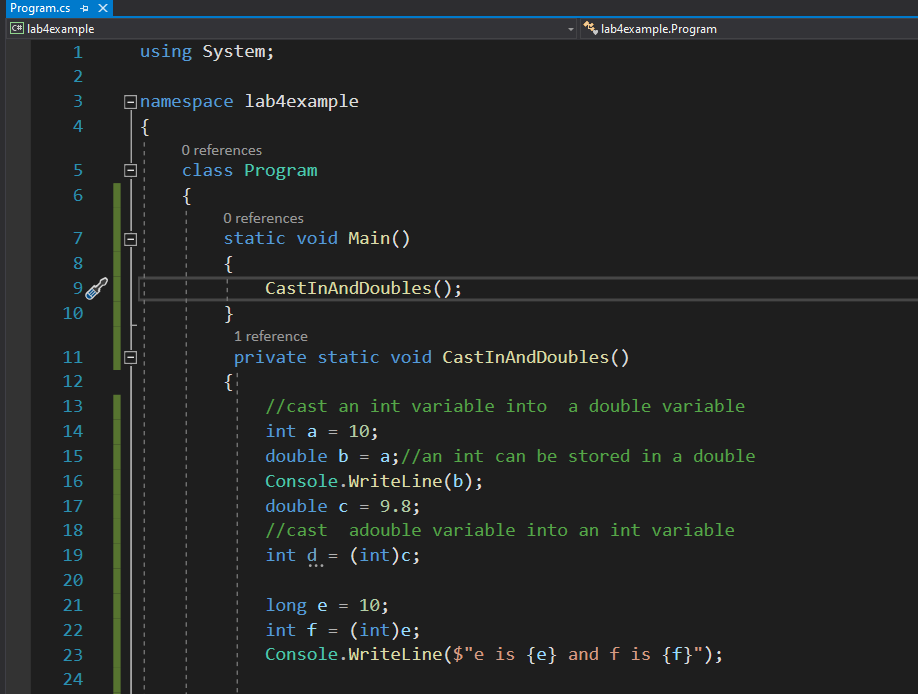 Program.cs
lab4example lab4example.Program
1 using System;
2
3 namespace lab4example
4 {
0 references
5 class Program
6 {
0 references
7 static void Main()
8 {
9 CastInAndDoubles();
10 }
1 reference
11 private static void CastInAndDoubles()
12 {
13 //cast an int variable into  a double variable
14 int a = 10;
15 double b = a;//an int can be stored in a double
16 Console.WriteLine(b);
17 double c = 9.8;
18 //cast  adouble variable into an int variable
19 int d = (int)c;
20
21 long e = 10;
22 int f = (int)e;
23 Console.WriteLine($"e is {e} and f is {f}");
24